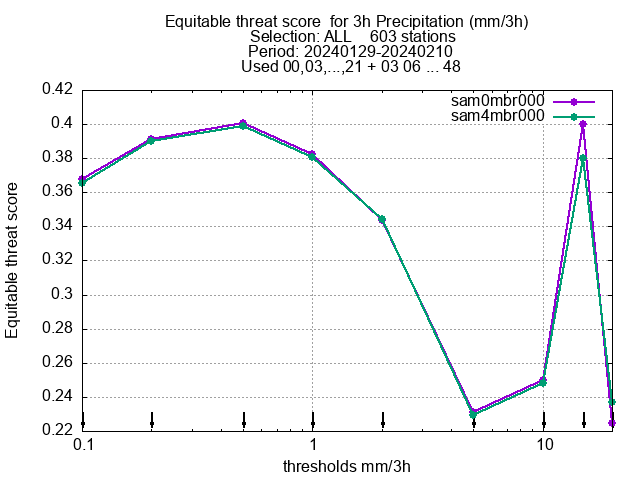 Equitable threat score  for 3h Precipitation (mm/3h)
Selection: ALL    603 stations
Period: 20240129-20240210
Used 00,03,...,21 + 03 06 ... 48
sam0mbr000
sam4mbr000
0.42
0.4
0.38
0.36
0.34
0.32
0.3
0.28
0.26
0.24
0.22
Equitable threat score
0.1 1 10
thresholds mm/3h